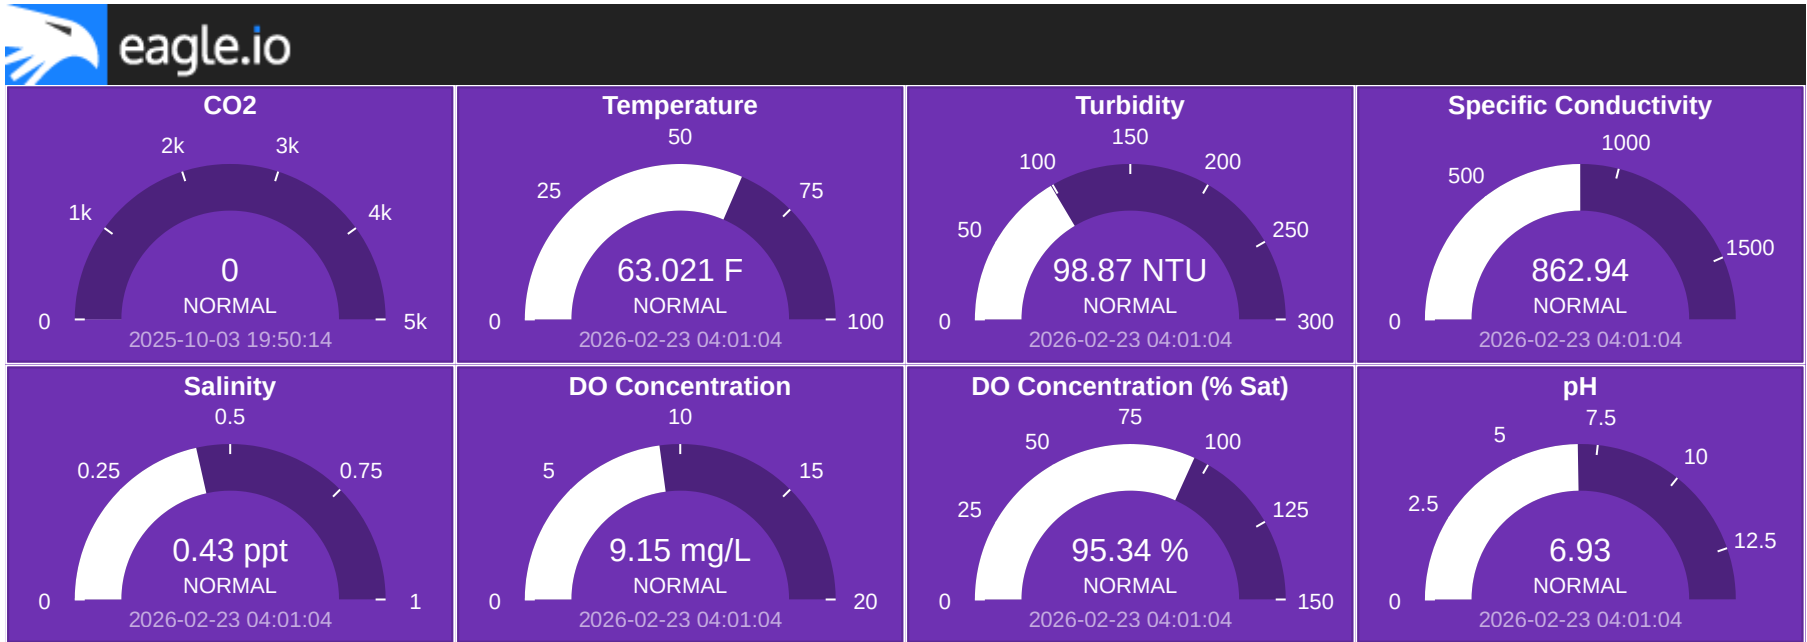 eagle.io
CO2
2k
3k
1k
4k
0
NORMAL
0
5k
2025-10-03 19:50:14
Temperature
50
25
75
63.021 F
NORMAL
0
100
2026-02-23 04:01:04
Turbidity
150
100
200
50
250
98.87 NTU
NORMAL
0
300
2026-02-23 04:01:04
Specific Conductivity
1000
500
1500
862.94
NORMAL
0
2026-02-23 04:01:04
Salinity
0.5
0.25
0.75
0.43 ppt
NORMAL
0
1
2026-02-23 04:01:04
DO Concentration
10
5
15
9.15 mg/L
NORMAL
0
20
2026-02-23 04:01:04
DO Concentration (% Sat)
75
50
100
25
125
95.34 %
NORMAL
0
150
2026-02-23 04:01:04
pH
7.5
5
10
2.5
12.5
6.93
NORMAL
0
2026-02-23 04:01:04